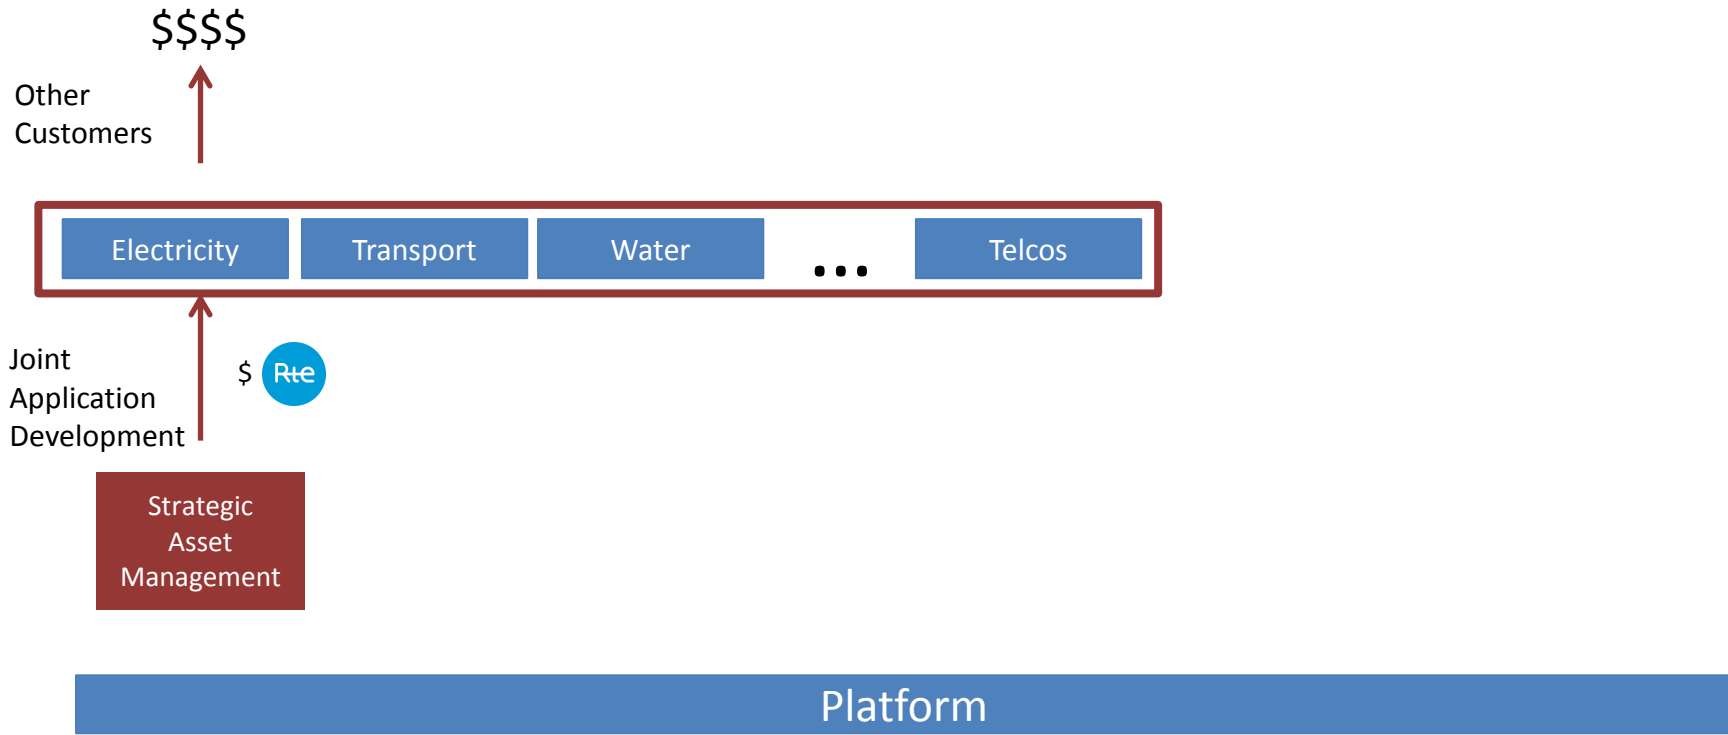 $$$$
Other
Customers
Electricity
Transport
Water
...
Telcos
Joint
Application
Development
$
Rte
Strategic
Asset
Management
Platform